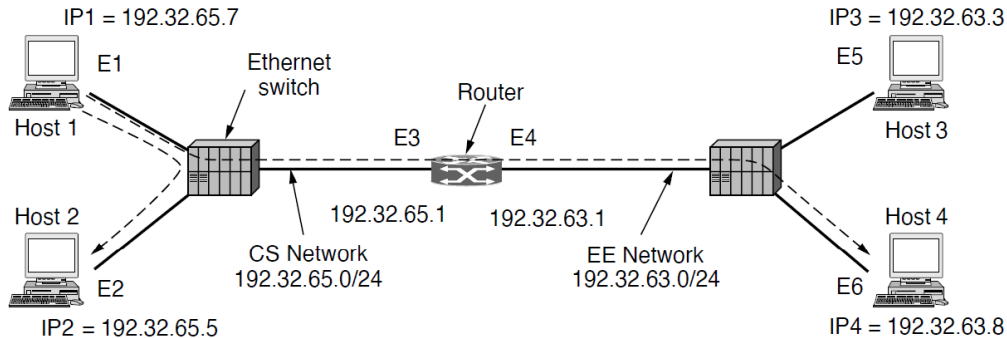 IP1 = 192.32.65.7
IP3 = 192.32.63.3
E1
Ethernet
switch
E5
Router
Host 1
E3
E4
Host 3
Host 2
192.32.65.1
192.32.63.1
Host 4
CS Network
192.32.65.0/24
EE Network
192.32.63.0/24
E2
E6
IP2 = 192.32.65.5
IP4 = 192.32.63.8